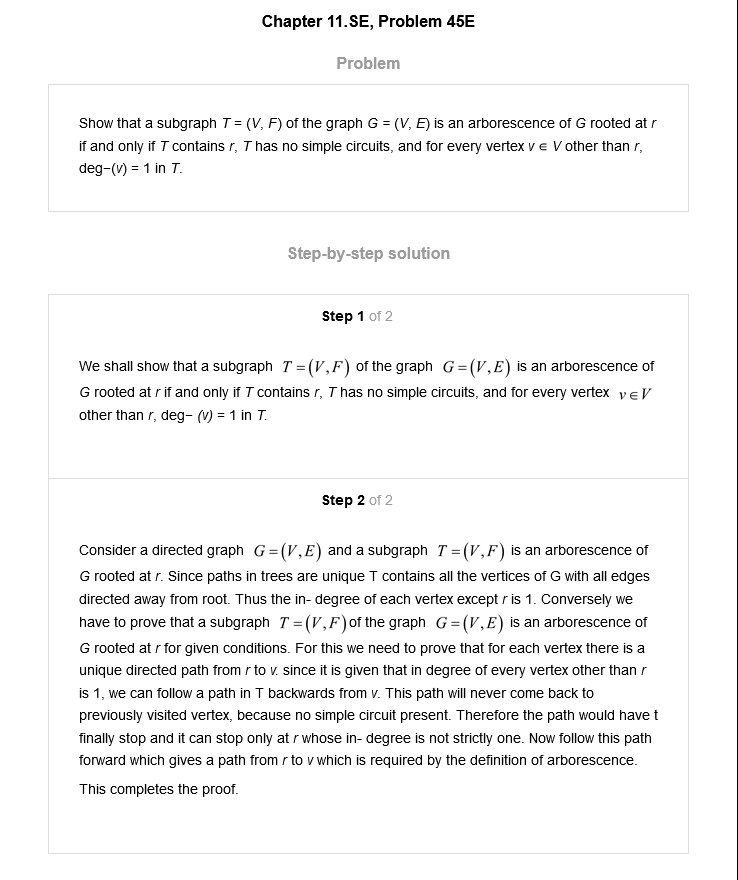 Chapter 11.SE, Problem 45E
Problem
Show that a subgraph T = (V, F) of the graph G = (V, E) is an arborescence of G rooted at r
if and only if T contains r, T has no simple circuits, and for every vertex v ∈ V other than r,
deg−(v) = 1 in T.
Step-by-step solution
Step 1 of 2
We shall show that a subgraph T = (V, F) of the graph G = (V, E) is an arborescence of
G rooted at r if and only if T contains r, T has no simple circuits, and for every vertex v ∈ V
other than r, deg− (v) = 1 in T.
Step 2 of 2
Consider a directed graph G = (V, E) and a subgraph T = (V, F) is an arborescence of
G rooted at r. Since paths in trees are unique T contains all the vertices of G with all edges
directed away from root. Thus the in- degree of each vertex except r is 1. Conversely we
have to prove that a subgraph T = (V, F) of the graph G = (V, E) is an arborescence of
G rooted at r for given conditions. For this we need to prove that for each vertex there is a
unique directed path from r to v. since it is given that in degree of every vertex other than r
is 1, we can follow a path in T backwards from v. This path will never come back to
previously visited vertex, because no simple circuit present. Therefore the path would have t
finally stop and it can stop only at r whose in- degree is not strictly one. Now follow this path
forward which gives a path from r to v which is required by the definition of arborescence.
This completes the proof.